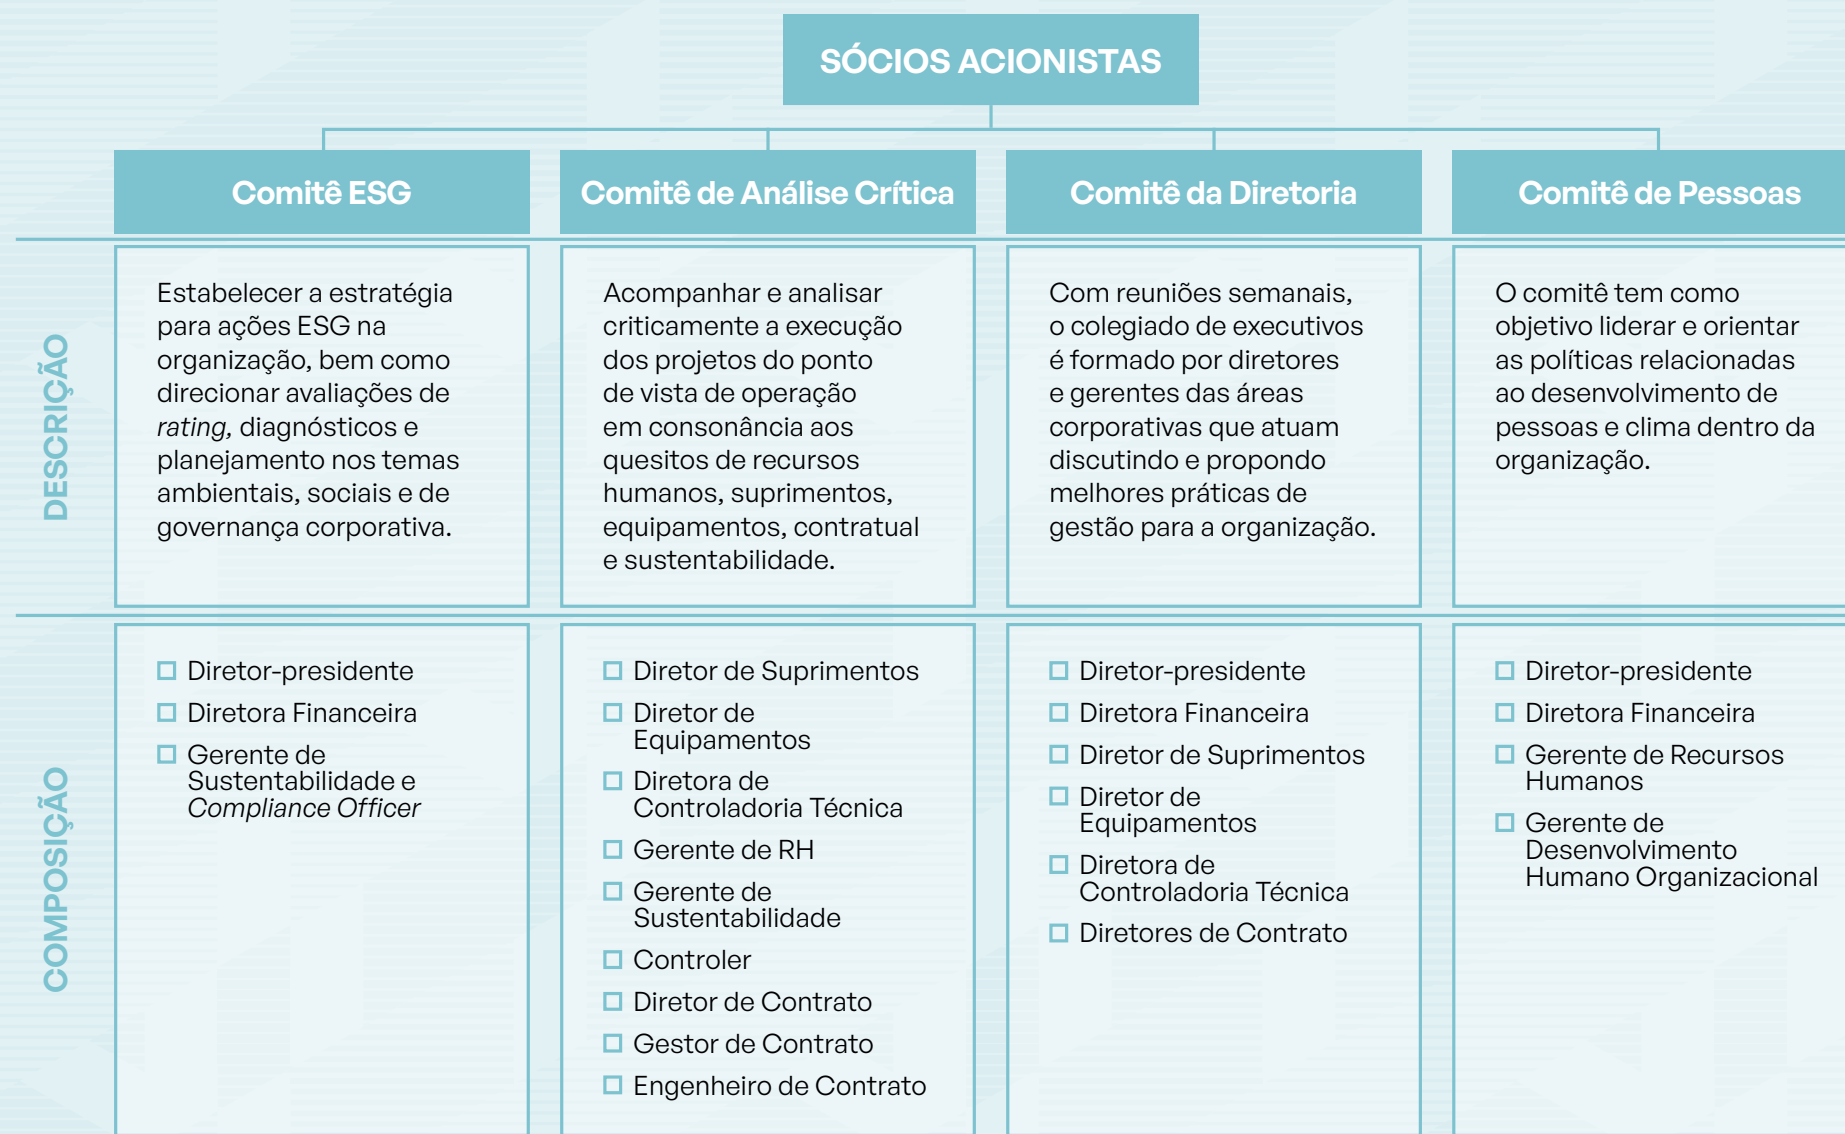 SÓCIOS ACIONISTAS
Comitê ESG
Comitê de Análise Crítica
Comitê da Diretoria
Comitê de Pessoas
DESCRIÇÃO
Estabelecer a estratégia
para ações ESG na
organização, bem como
direcionar avaliações de
rating, diagnósticos e
planejamento nos temas
ambientais, sociais e de
governança corporativa.
Acompanhar e analisar
criticamente a execução
dos projetos do ponto
de vista de operação
em consonância aos
quesitos de recursos
humanos, suprimentos,
equipamentos, contratual
e sustentabilidade.
Com reuniões semanais,
o colegiado de executivos
é formado por diretores
e gerentes das áreas
corporativas que atuam
discutindo e propondo
melhores práticas de
gestão para a organização.
O comitê tem como
objetivo liderar e orientar
as políticas relacionadas
ao desenvolvimento de
pessoas e clima dentro da
organização.
COMPOSIÇÃO
Diretor-presidente
Diretora Financeira
Gerente de
Sustentabilidade e
Compliance Officer
Diretor de Suprimentos
Diretor de
Equipamentos
Diretora de
Controladoria Técnica
Gerente de RH
Gerente de
Sustentabilidade
Controler
Diretor de Contrato
Gestor de Contrato
Engenheiro de Contrato
Diretor-presidente
Diretora Financeira
Diretor de Suprimentos
Diretor de
Equipamentos
Diretora de
Controladoria Técnica
Diretores de Contrato
Diretor-presidente
Diretora Financeira
Gerente de Recursos
Humanos
Gerente de
Desenvolvimento
Humano Organizacional